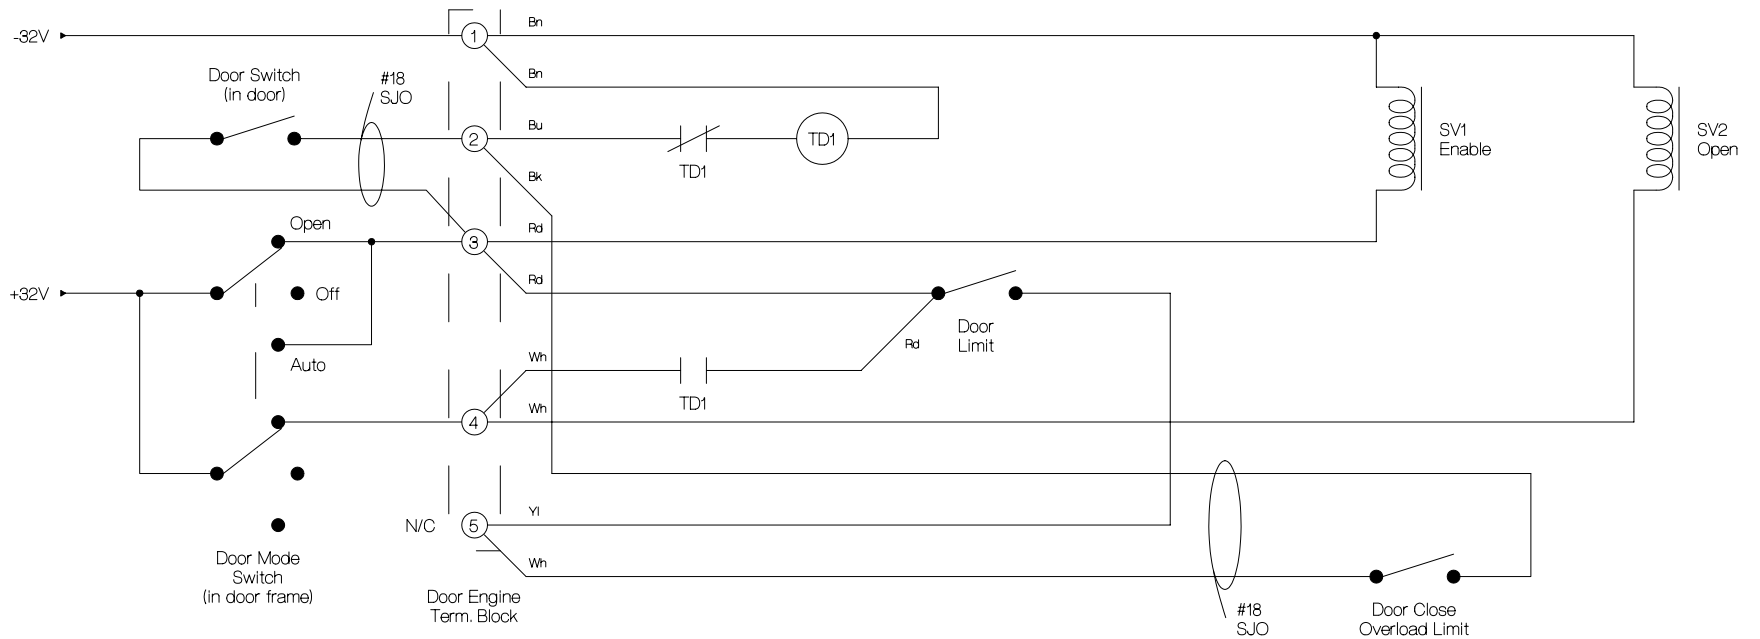 -32V
1
Bn
Bn
Door Switch
(in door)
#18
SJO
2
Bu
TD1
TD1
SV1
Enable
SV2
Open
Bk
Open
3
Rd
Rd
+32V
Off
Auto
Door
Limit
Rd
Wh
TD1
4
Wh
N/C
5
Yl
Wh
Door Mode
Switch
(in door frame)
Door Engine
Term. Block
#18
SJO
Door Close
Overload Limit